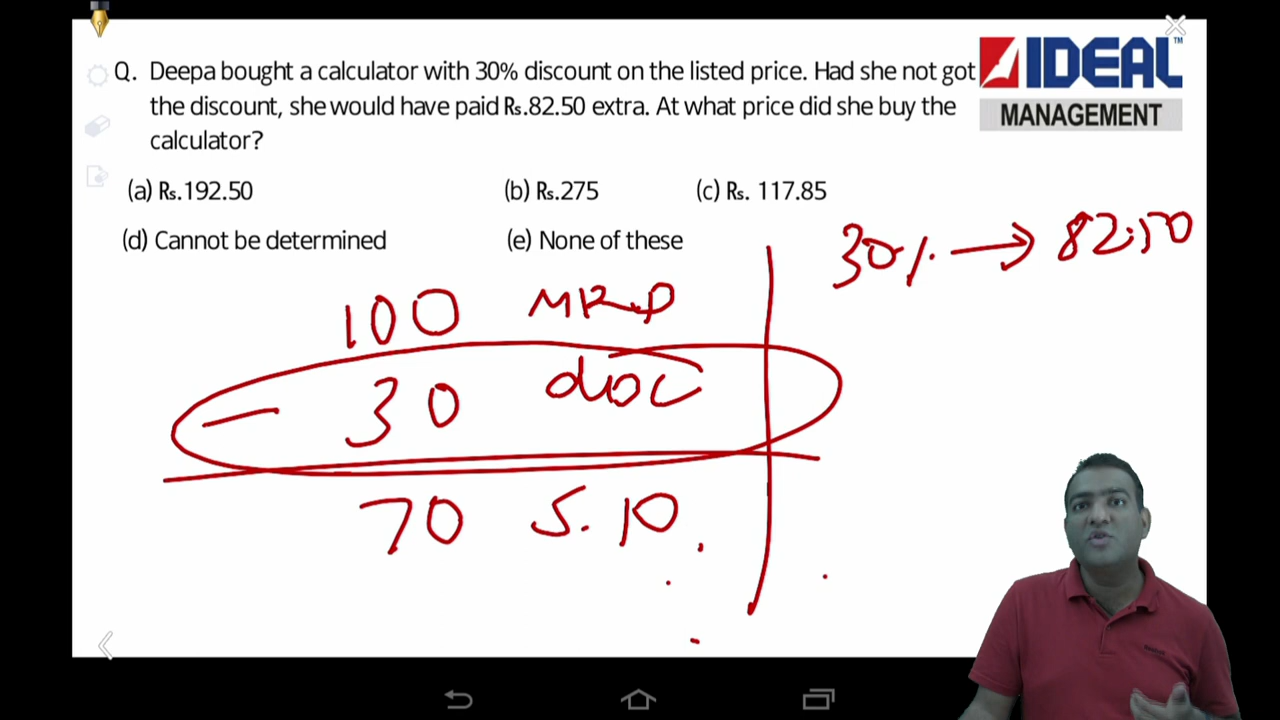 Q. Deepa bought a calculator with 30% discount on the listed price. Had she not got
the discount, she would have paid Rs.82.50 extra. At what price did she buy the
calculator?
(a) Rs.192.50 (b) Rs.275 (c) Rs. 117.85
(d) Cannot be determined (e) None of these
IDEAL™
MANAGEMENT
30% → 82.50
100 MRP
- 30 disc
70 S.P